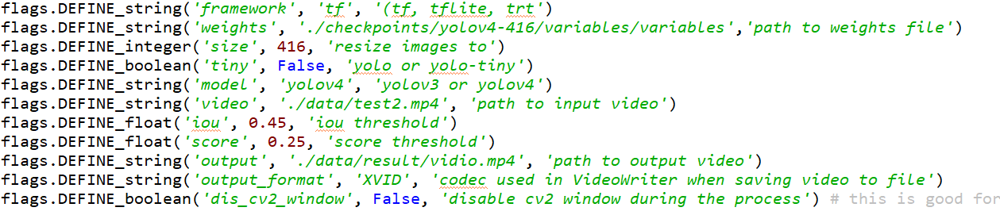 flags.DEFINE_string('framework', 'tf', '(tf, tflite, trt')
flags.DEFINE_string('weights', './checkpoints/yolov4-416/variables/variables','path to weights file')
flags.DEFINE_integer('size', 416, 'resize images to')
flags.DEFINE_boolean('tiny', False, 'yolo or yolo-tiny')
flags.DEFINE_string('model', 'yolov4', 'yolov3 or yolov4')
flags.DEFINE_string('video', './data/test2.mp4', 'path to input video')
flags.DEFINE_float('iou', 0.45, 'iou threshold')
flags.DEFINE_float('score', 0.25, 'score threshold')
flags.DEFINE_string('output', './data/result/vidio.mp4', 'path to output video')
flags.DEFINE_string('output_format', 'XVID', 'codec used in VideoWriter when saving video to file')
flags.DEFINE_boolean('dis_cv2_window', False, 'disable cv2 window during the process') # this is good for